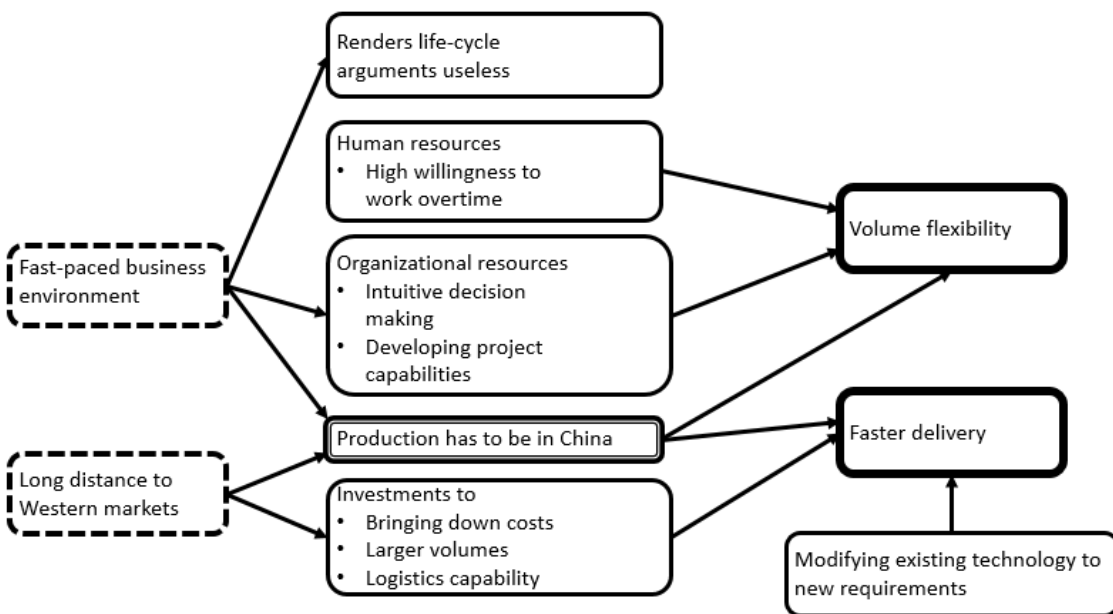 Renders life-cycle
arguments useless
Human resources
• High willingness to
work overtime
Volume flexibility
Fast-paced business
environment
Organizational resources
• Intuitive decision
making
• Developing project
capabilities
Production has to be in China
Faster delivery
Long distance to
Western markets
Investments to
• Bringing down costs
• Larger volumes
• Logistics capability
Modifying existing technology to
new requirements